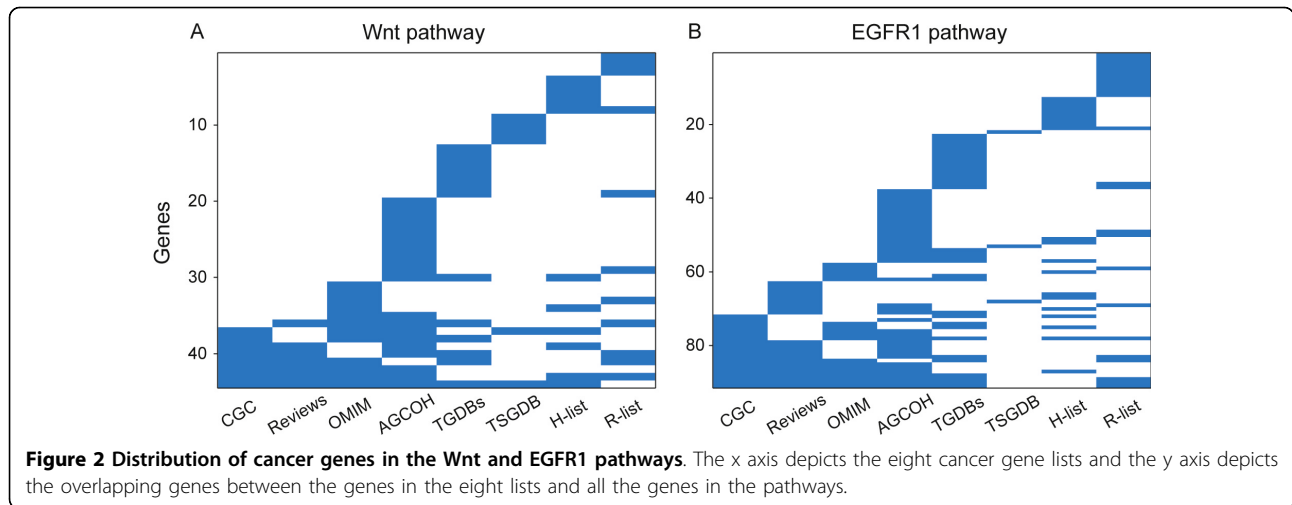 A Wnt pathway
Genes
10
20
30
40
CGC Reviews OMIM AGCOH TGDBs TSGDB H-list R-list
B EGFR1 pathway
20
40
60
80
CGC Reviews OMIM AGCOH TGDBs TSGDB H-list R-list
Figure 2 Distribution of cancer genes in the Wnt and EGFR1 pathways. The x axis depicts the eight cancer gene lists and the y axis depicts
the overlapping genes between the genes in the eight lists and all the genes in the pathways.